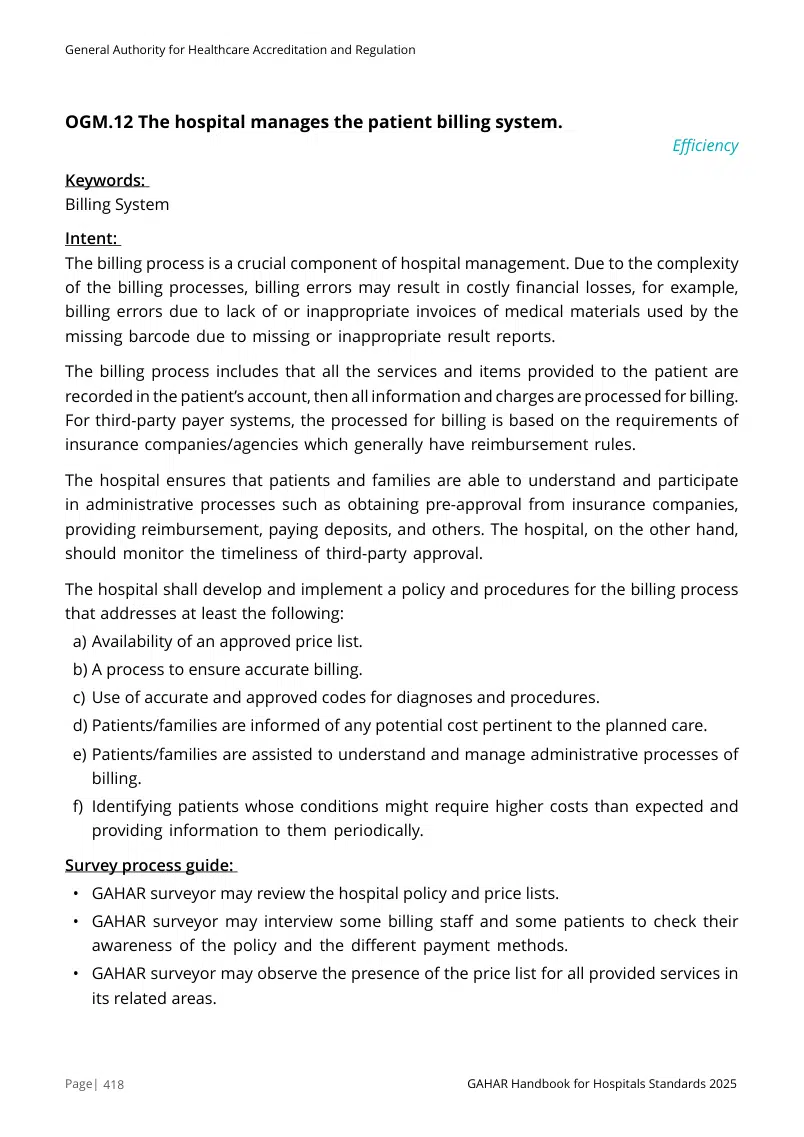 General Authority for Healthcare Accreditation and Regulation
OGM.12 The hospital manages the patient billing system.
Efficiency
Keywords:
Billing System
Intent:
The billing process is a crucial component of hospital management. Due to the complexity
of the billing processes, billing errors may result in costly financial losses, for example,
billing errors due to lack of or inappropriate invoices of medical materials used by the
missing barcode due to missing or inappropriate result reports.
The billing process includes that all the services and items provided to the patient are
recorded in the patient’s account, then all information and charges are processed for billing.
For third-party payer systems, the processed for billing is based on the requirements of
insurance companies/agencies which generally have reimbursement rules.
The hospital ensures that patients and families are able to understand and participate
in administrative processes such as obtaining pre-approval from insurance companies,
providing reimbursement, paying deposits, and others. The hospital, on the other hand,
should monitor the timeliness of third-party approval.
The hospital shall develop and implement a policy and procedures for the billing process
that addresses at least the following:
a) Availability of an approved price list.
b) A process to ensure accurate billing.
c) Use of accurate and approved codes for diagnoses and procedures.
d) Patients/families are informed of any potential cost pertinent to the planned care.
e) Patients/families are assisted to understand and manage administrative processes of
billing.
f) Identifying patients whose conditions might require higher costs than expected and
providing information to them periodically.
Survey process guide:
• GAHAR surveyor may review the hospital policy and price lists.
• GAHAR surveyor may interview some billing staff and some patients to check their
awareness of the policy and the different payment methods.
• GAHAR surveyor may observe the presence of the price list for all provided services in
its related areas.
Page| 418
GAHAR Handbook for Hospitals Standards 2025